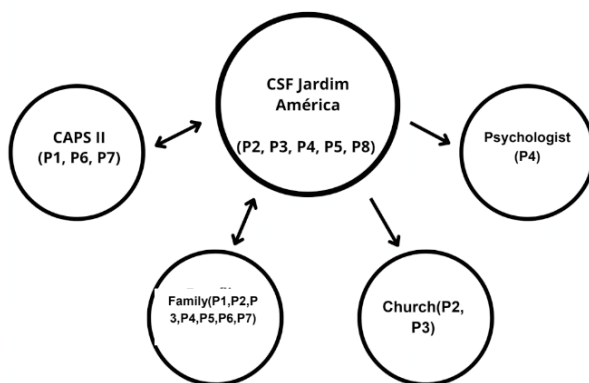 CSF Jardim
América
(P2, P3, P4, P5, P8)
CAPS II
(P1, P6, P7)
Psychologist
(P4)
Family(P1,P2,P
3,P4,P5,P6,P7)
Church(P2,
P3)